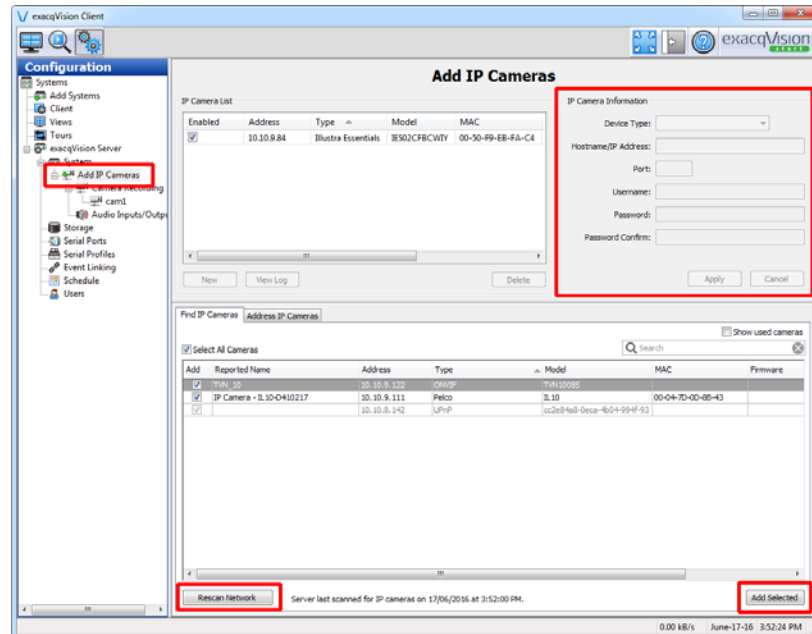 exacqVision Client
exacqVision
start
Configuration
Systems
Add Systems
Client
Views
Tours
exacqVision Server
System
Add IP Cameras
Camera Recording
cam1
Audio Inputs/Outpu
Storage
Serial Ports
Serial Profiles
Event Linking
Schedule
Users
Add IP Cameras
IP Camera List
Enabled Address Type Model MAC
10.10.9.84 Illustra Essentials IES02CFBCWIY 00-50-F9-EB-FA-C4
New View Log Delete
IP Camera Information
Device Type:
Hostname/IP Address:
Port:
Username:
Password:
Password Confirm:
Apply Cancel
Find IP Cameras Address IP Cameras
Show used cameras
Select All Cameras
Search
Add Reported Name Address Type Model MAC Firmware
TVN_10 10.10.9.122 ONVIF TVN10085
IP Camera - IL10-D410217 10.10.9.111 Pelco IL10 00-04-7D-0D-8B-43
10.10.8.142 UPnP cc2e84a8-0eca-4b04-994f-93
Rescan Network Server last scanned for IP cameras on 17/06/2016 at 3:52:00 PM. Add Selected
0.00 kB/s June-17-16 3:52:24 PM